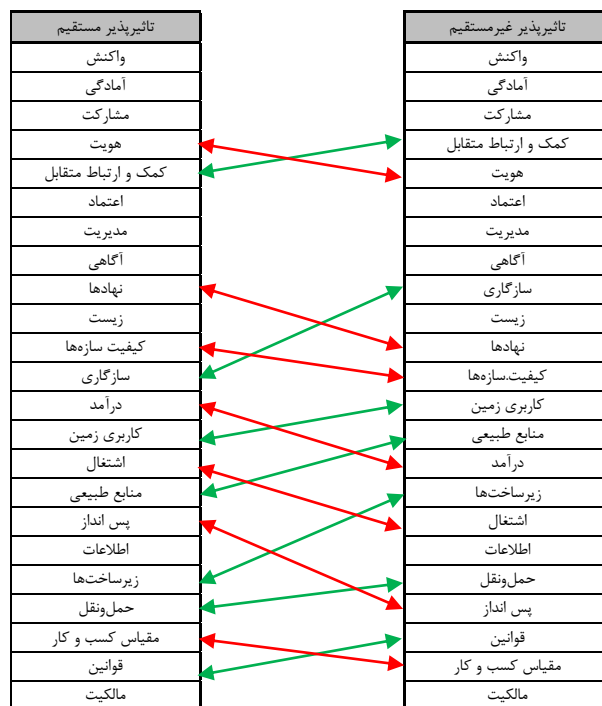 تاثیرپذیر مستقیم
واکنش
آمادگی
مشارکت
هویت
کمک و ارتباط متقابل
اعتماد
مدیریت
آگاهی
نهادها
زیست
کیفیت سازه‌ها
سازگاری
درآمد
کاربری زمین
اشتغال
منابع طبیعی
پس انداز
اطلاعات
زیرساخت‌ها
حمل‌ونقل
مقیاس کسب و کار
قوانین
مالکیت
تاثیرپذیر غیرمستقیم
واکنش
آمادگی
مشارکت
کمک و ارتباط متقابل
هویت
اعتماد
مدیریت
آگاهی
سازگاری
زیست
نهادها
کیفیت.سازه‌ها
کاربری زمین
منابع طبیعی
درآمد
زیرساخت‌ها
اشتغال
اطلاعات
حمل‌ونقل
پس انداز
قوانین
مقیاس کسب و کار
مالکیت